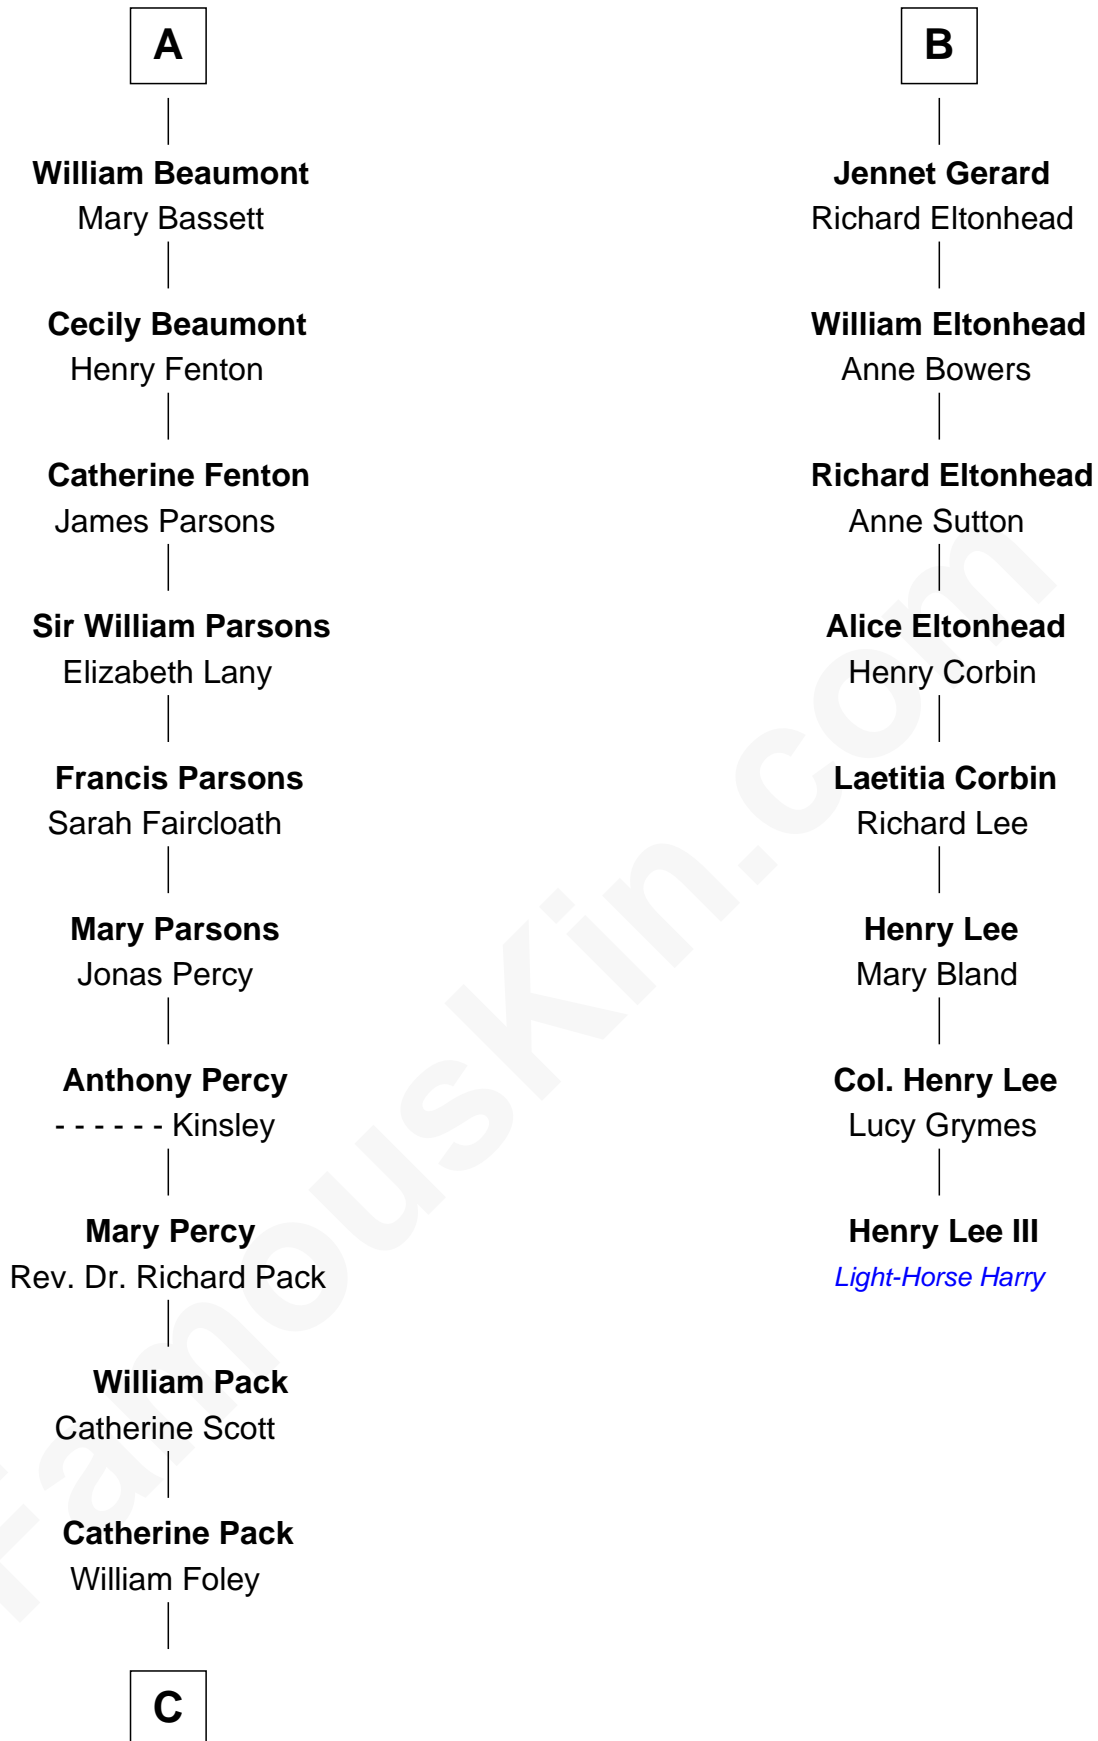 A
William Beaumont
Mary Bassett
Cecily Beaumont
Henry Fenton
Catherine Fenton
James Parsons
Sir William Parsons
Elizabeth Lany
Francis Parsons
Sarah Faircloath
Mary Parsons
Jonas Percy
Anthony Percy
- - - - - - Kinsley
Mary Percy
Rev. Dr. Richard Pack
William Pack
Catherine Scott
Catherine Pack
William Foley
C
B
Jennet Gerard
Richard Eltonhead
William Eltonhead
Anne Bowers
Richard Eltonhead
Anne Sutton
Alice Eltonhead
Henry Corbin
Laetitia Corbin
Richard Lee
Henry Lee
Mary Bland
Col. Henry Lee
Lucy Grymes
Henry Lee III
Light-Horse Harry
FamousKin.com